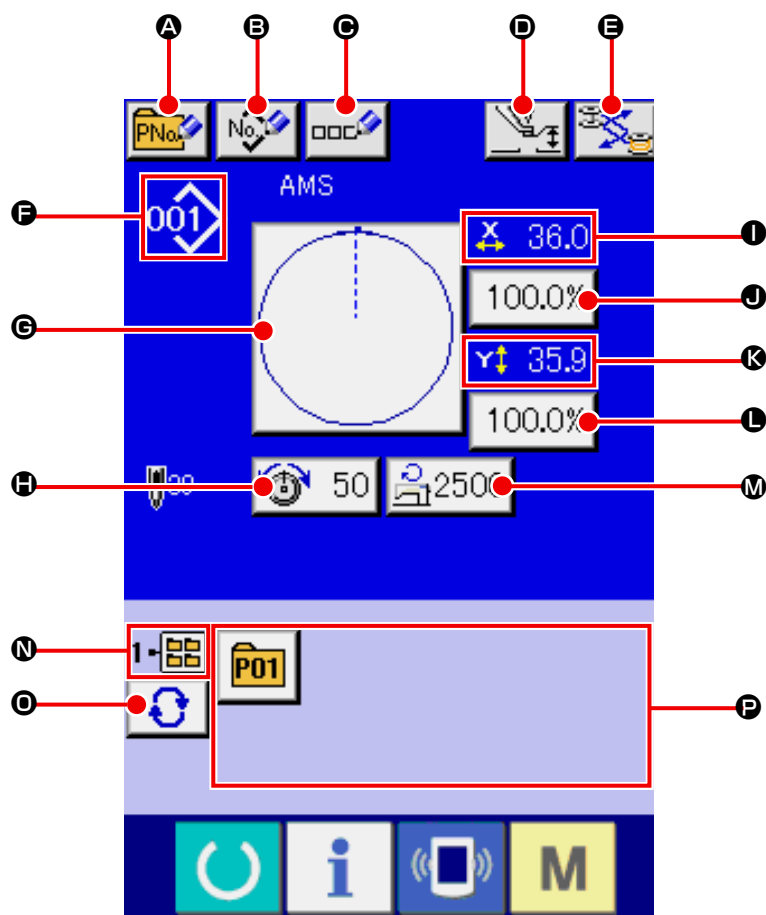 A B C D E
PNo. No.
AMS
F 001
X 36.0 I
G 100.0% J
Y 35.9 K
100.0% L
H 50 2500 M
N 1
P01
O P
i M